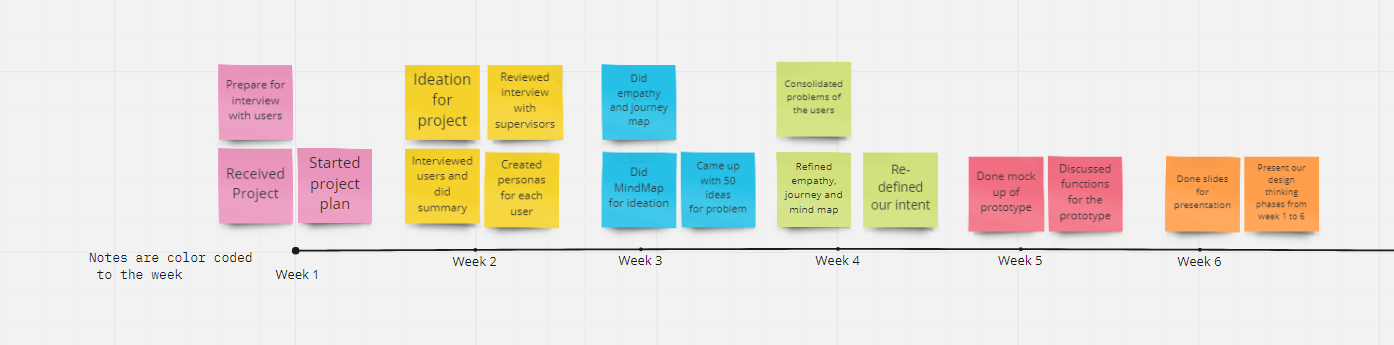 Prepare for
interview
with users
Received
Project
Started
project
plan
Ideation
for
project
Reviewed
interview
with
supervisors
Interviewed
users and
did
summary
Created
personas
for each
user
Did
empathy
and journey
map
Did
MindMap
for ideation
Came up
with 50
ideas
for problem
Consolidated
problems of
the users
Refined
empathy,
journey and
mind map
Re-
defined
our intent
Done mock
up of
prototype
Discussed
functions
for the
prototype
Done slides
for
presentation
Present our
design
thinking
phases from
week 1 to 6
Notes are color coded
to the week
Week 1
Week 2
Week 3
Week 4
Week 5
Week 6